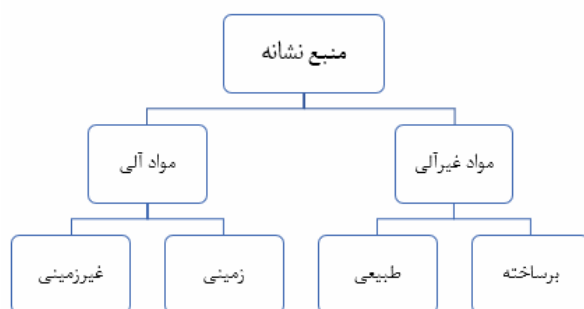 منبع نشانه
مواد غیرآلی
مواد آلی
برساخته
طبیعی
زمینی
غیرزمینی